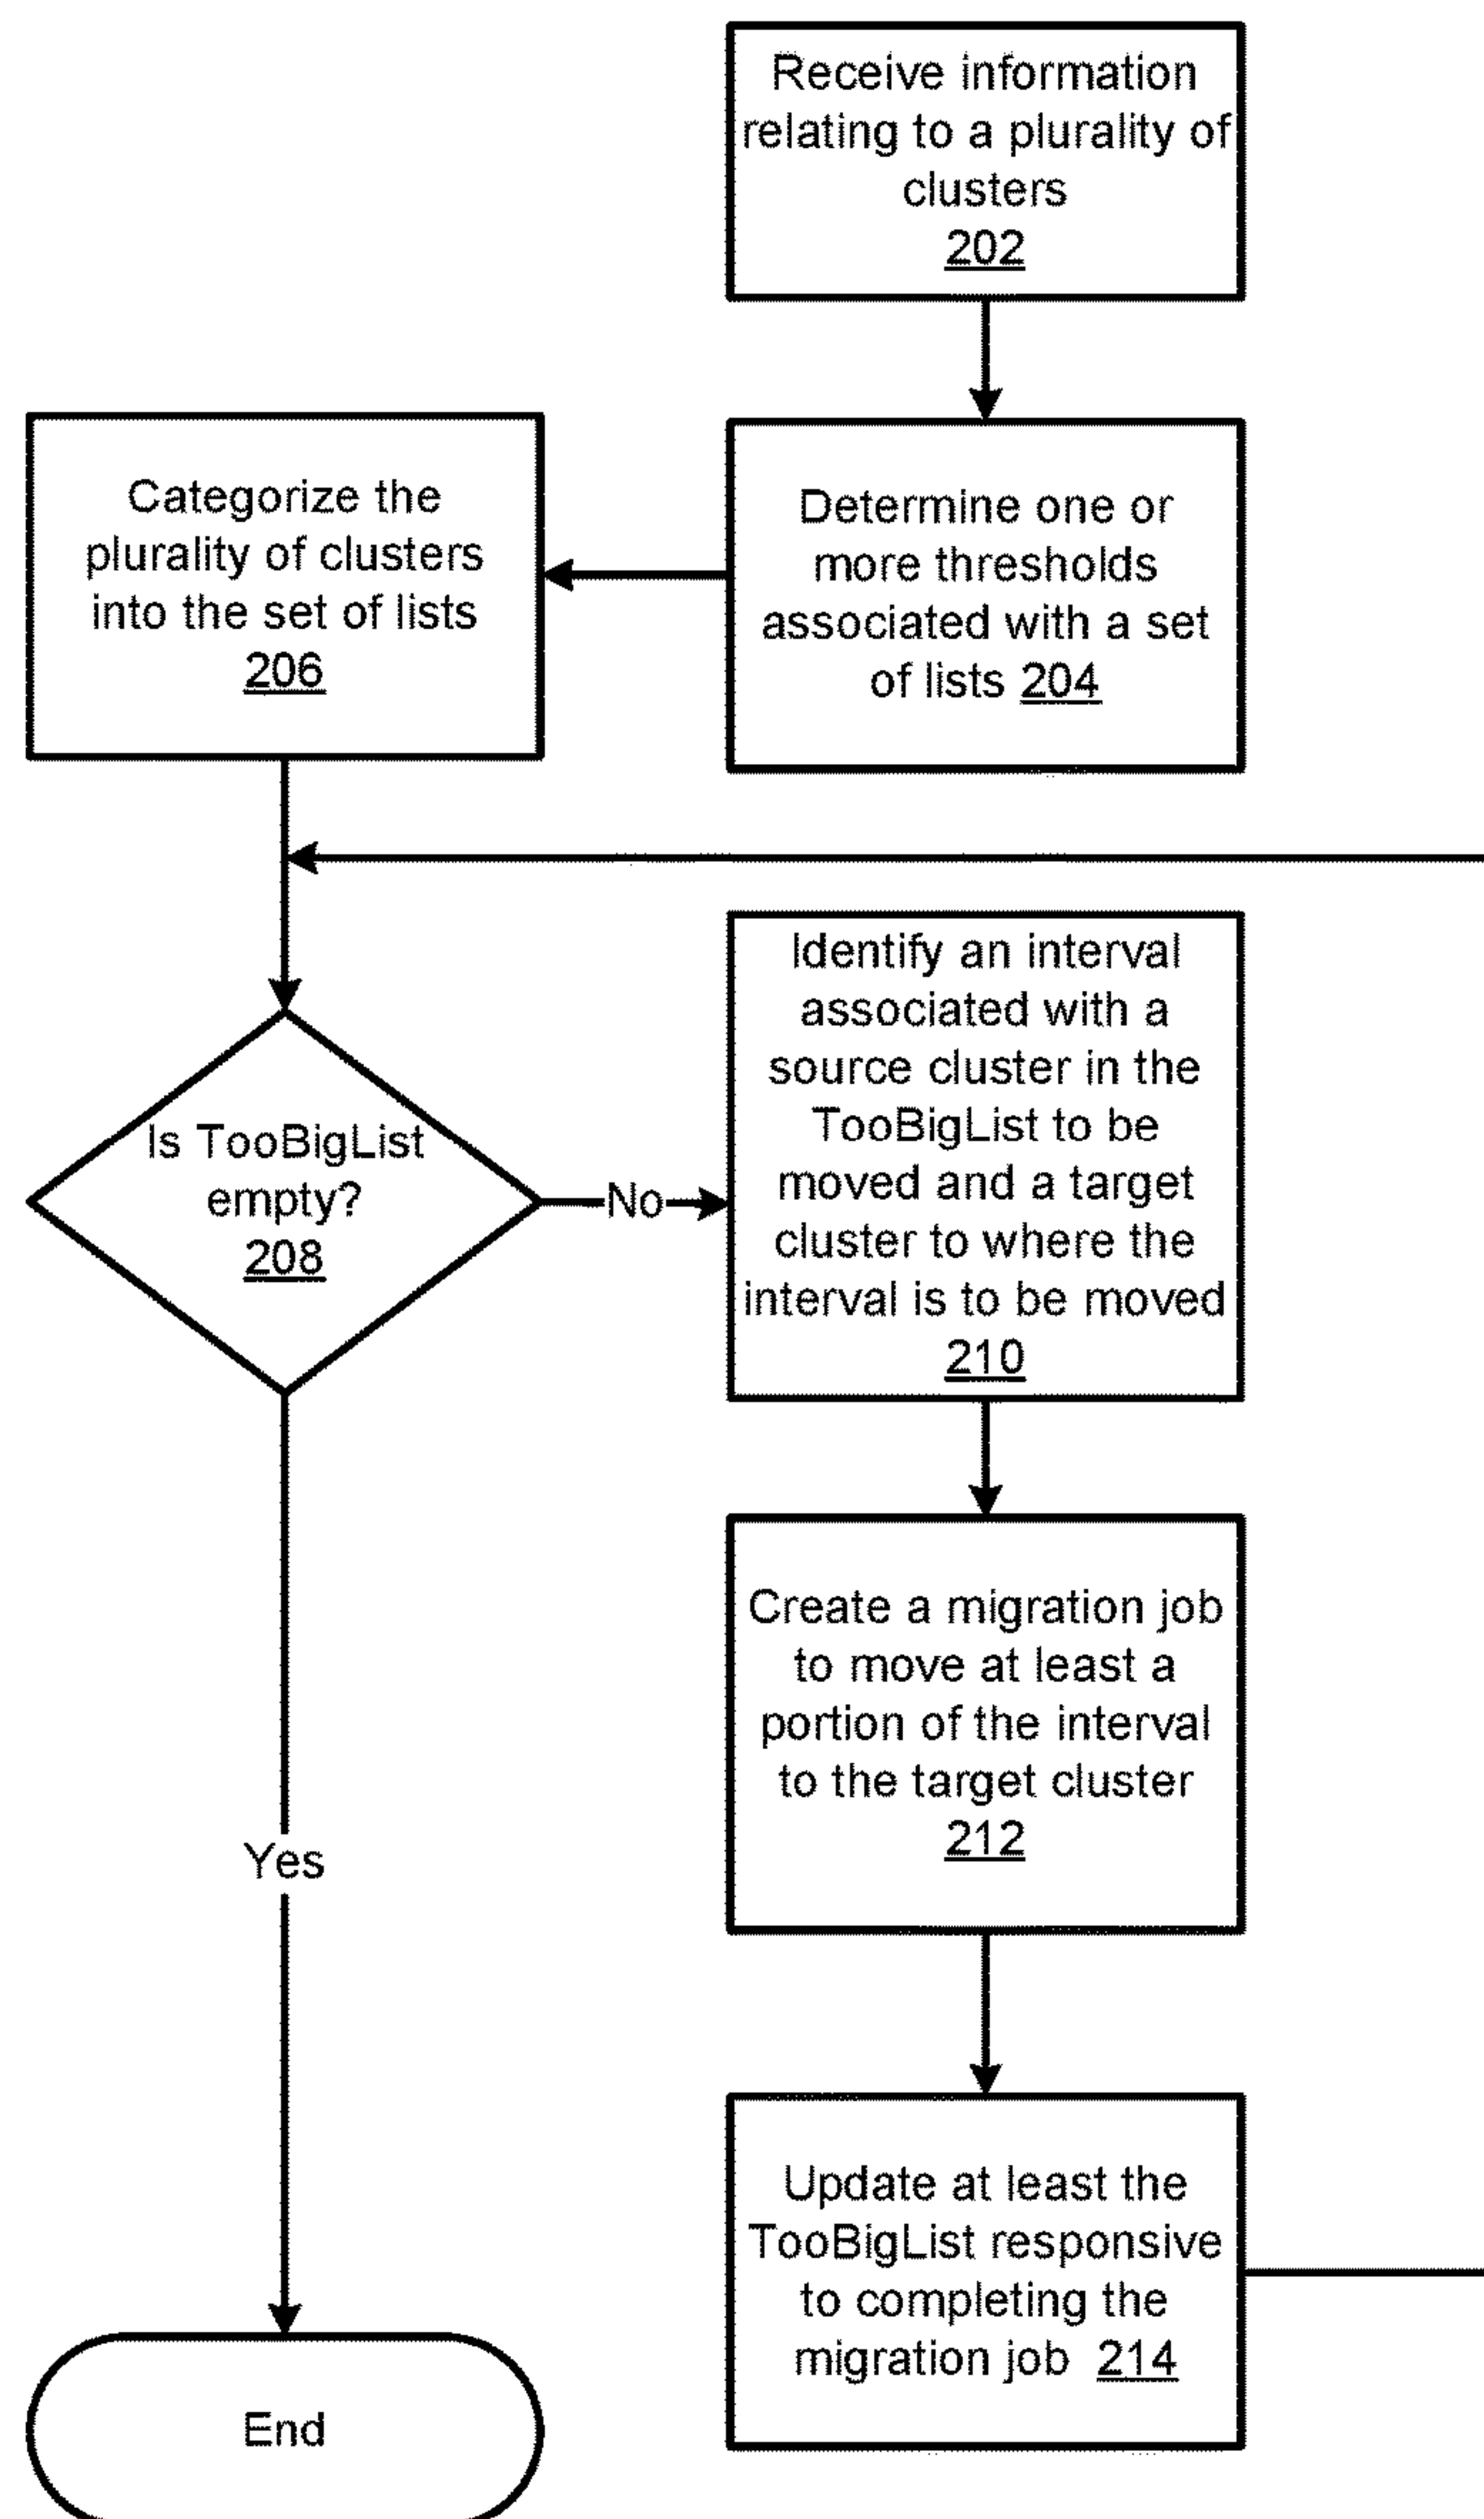 Receive information
relating to a plurality of
clusters
202
Determine one or
more thresholds
associated with a set
of lists 204
Categorize the
plurality of clusters
into the set of lists
206
Is TooBigList
empty?
208
No
Identify an interval
associated with a
source cluster in the
TooBigList to be
moved and a target
cluster to where the
interval is to be moved
210
Create a migration job
to move at least a
portion of the interval
to the target cluster
212
Yes
Update at least the
TooBigList responsive
to completing the
migration job 214
End